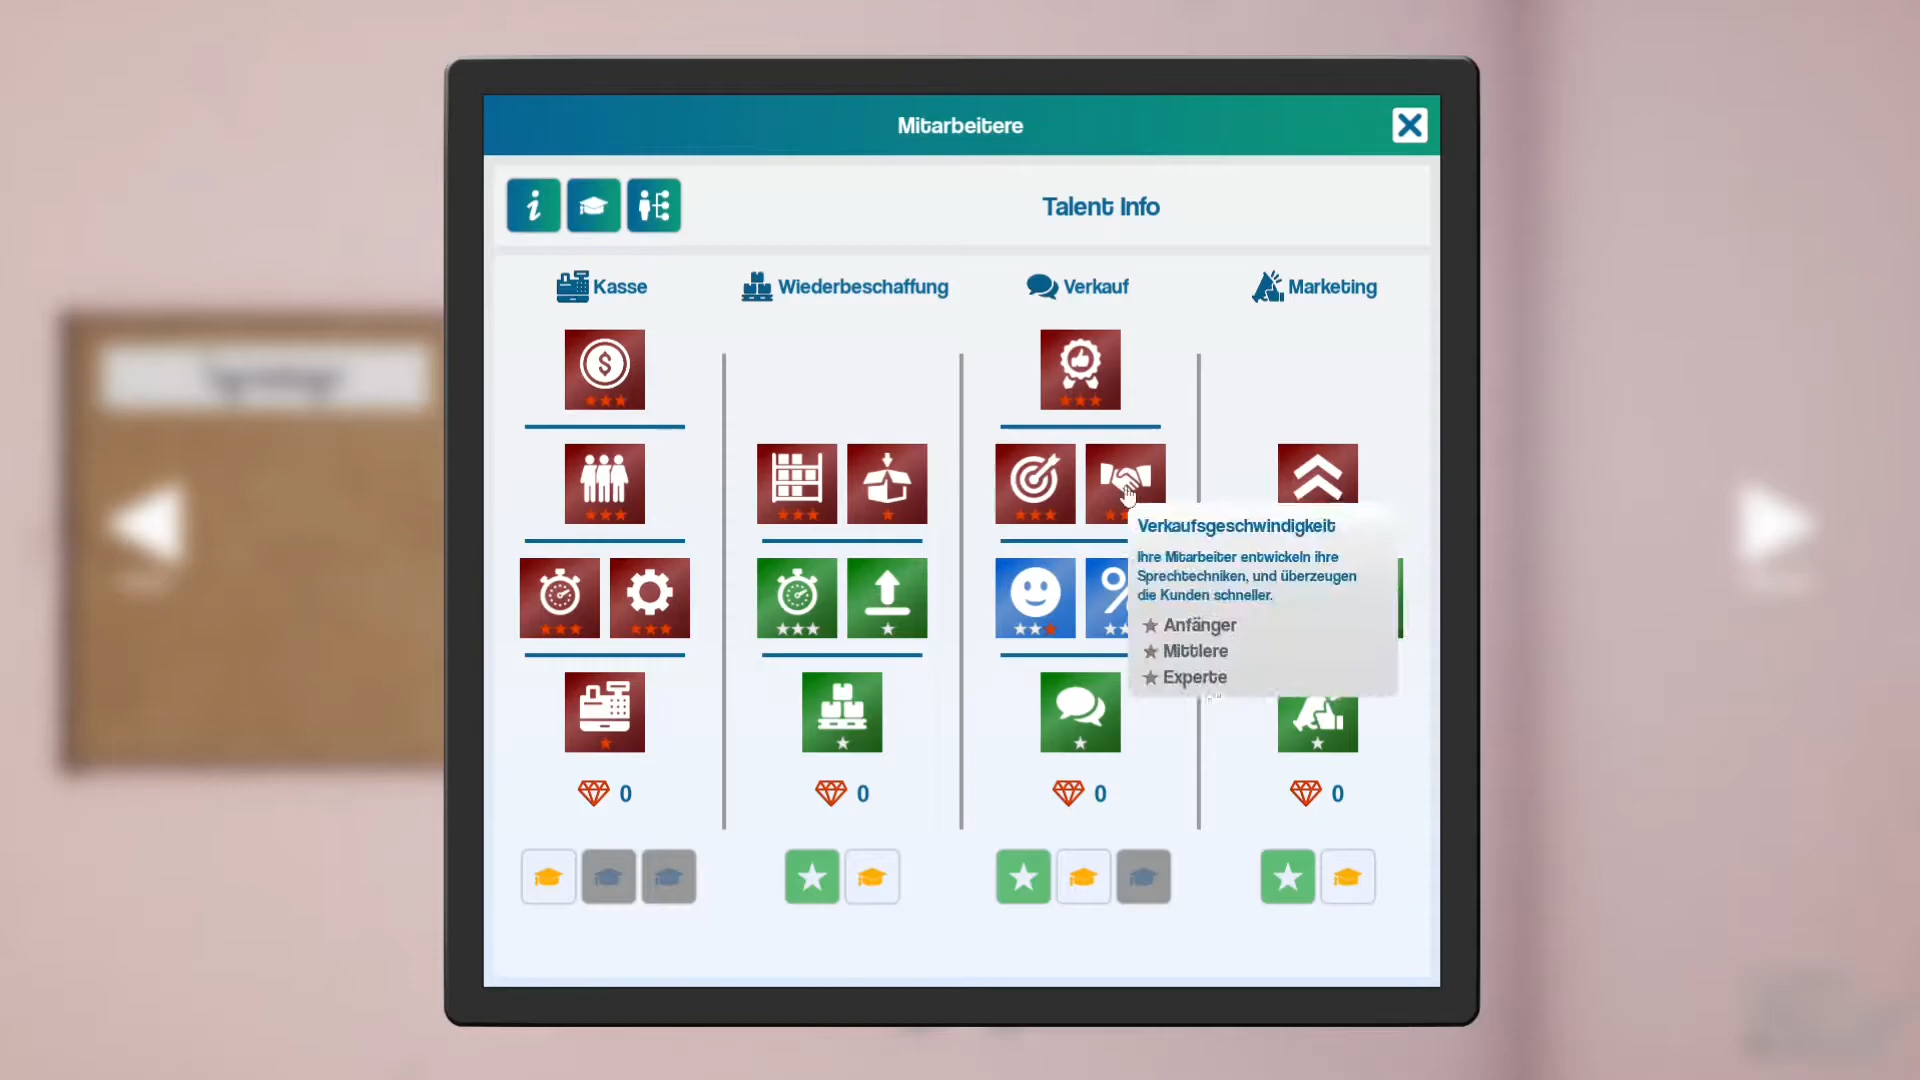 Mitarbeitere
Talent Info
Kasse
Wiederbeschaffung
Verkauf
Marketing
Verkaufsgeschwindigkeit
Ihre Mitarbeiter entwickeln ihre
Sprechtechniken, und überzeugen
die Kunden schneller.
Anfänger
Mittlere
Experte
0
0
0
0